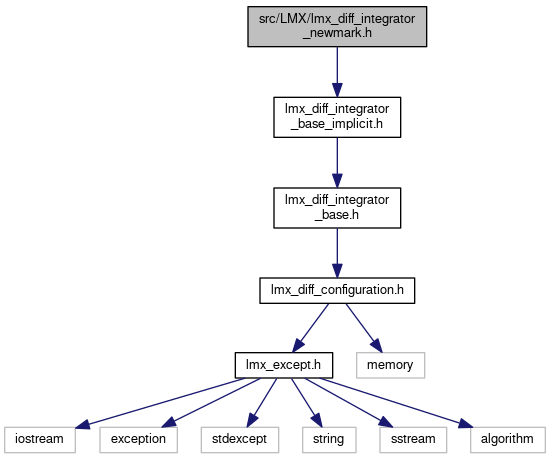 src/LMX/lmx_diff_integrator
_newmark.h
lmx_diff_integrator
_base_implicit.h
lmx_diff_integrator
_base.h
lmx_diff_configuration.h
lmx_except.h
memory
iostream
exception
stdexcept
string
sstream
algorithm